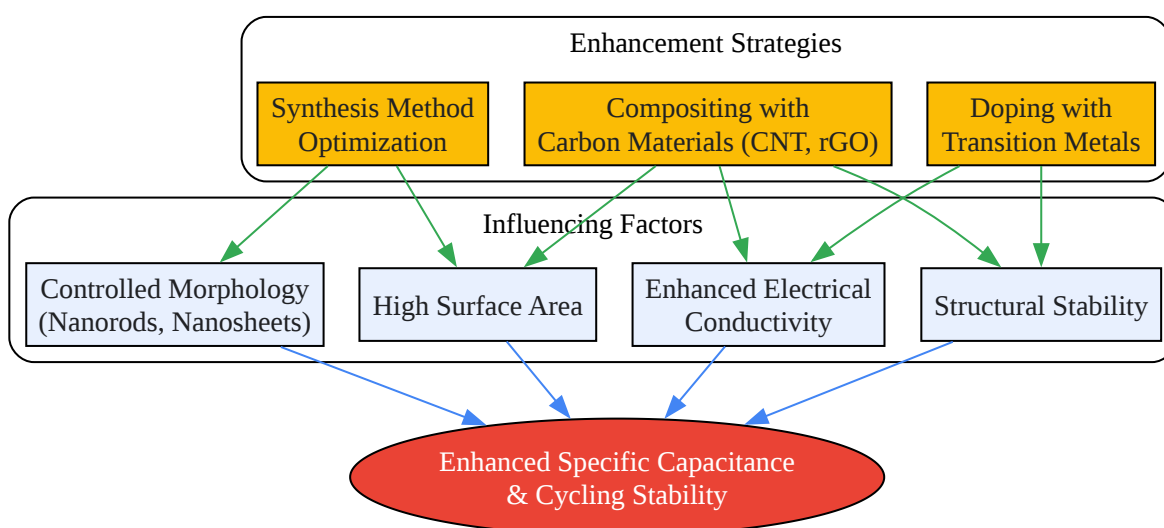 Enhancement Strategies
Synthesis Method
Optimization
Compositing with
Carbon Materials (CNT, rGO)
Doping with
Transition Metals
Influencing Factors
Controlled Morphology
(Nanorods, Nanosheets)
High Surface Area
Enhanced Electrical
Conductivity
Structural Stability
Enhanced Specific Capacitance
& Cycling Stability